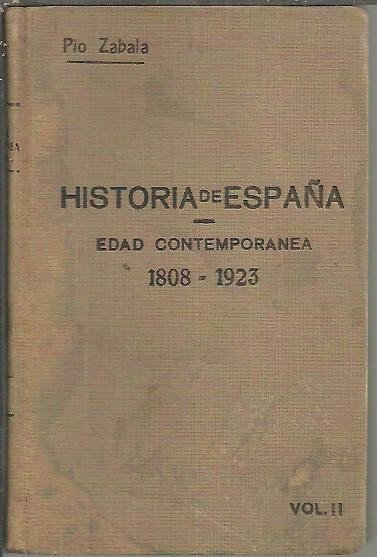 Pio Zabala
HISTORIA DE ESPAÑA
EDAD CONTEMPORANEA
1808 - 1923
VOL. II